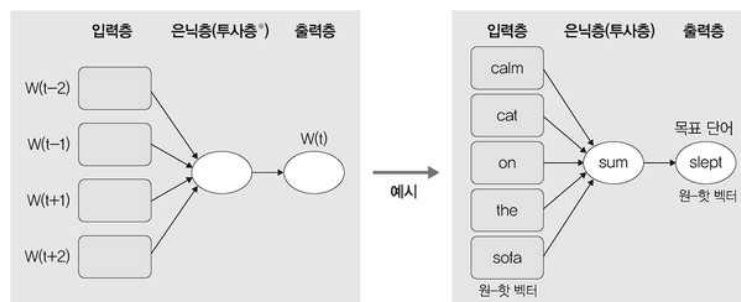 입력층 은닉층(투사층*) 출력층
W(t-2)
W(t-1)
W(t+1)
W(t+2)
W(t)
예시
입력층 은닉층(투사층) 출력층
calm
cat
on
the
sofa
원-핫 벡터
sum
목표 단어
slept
원-핫 벡터